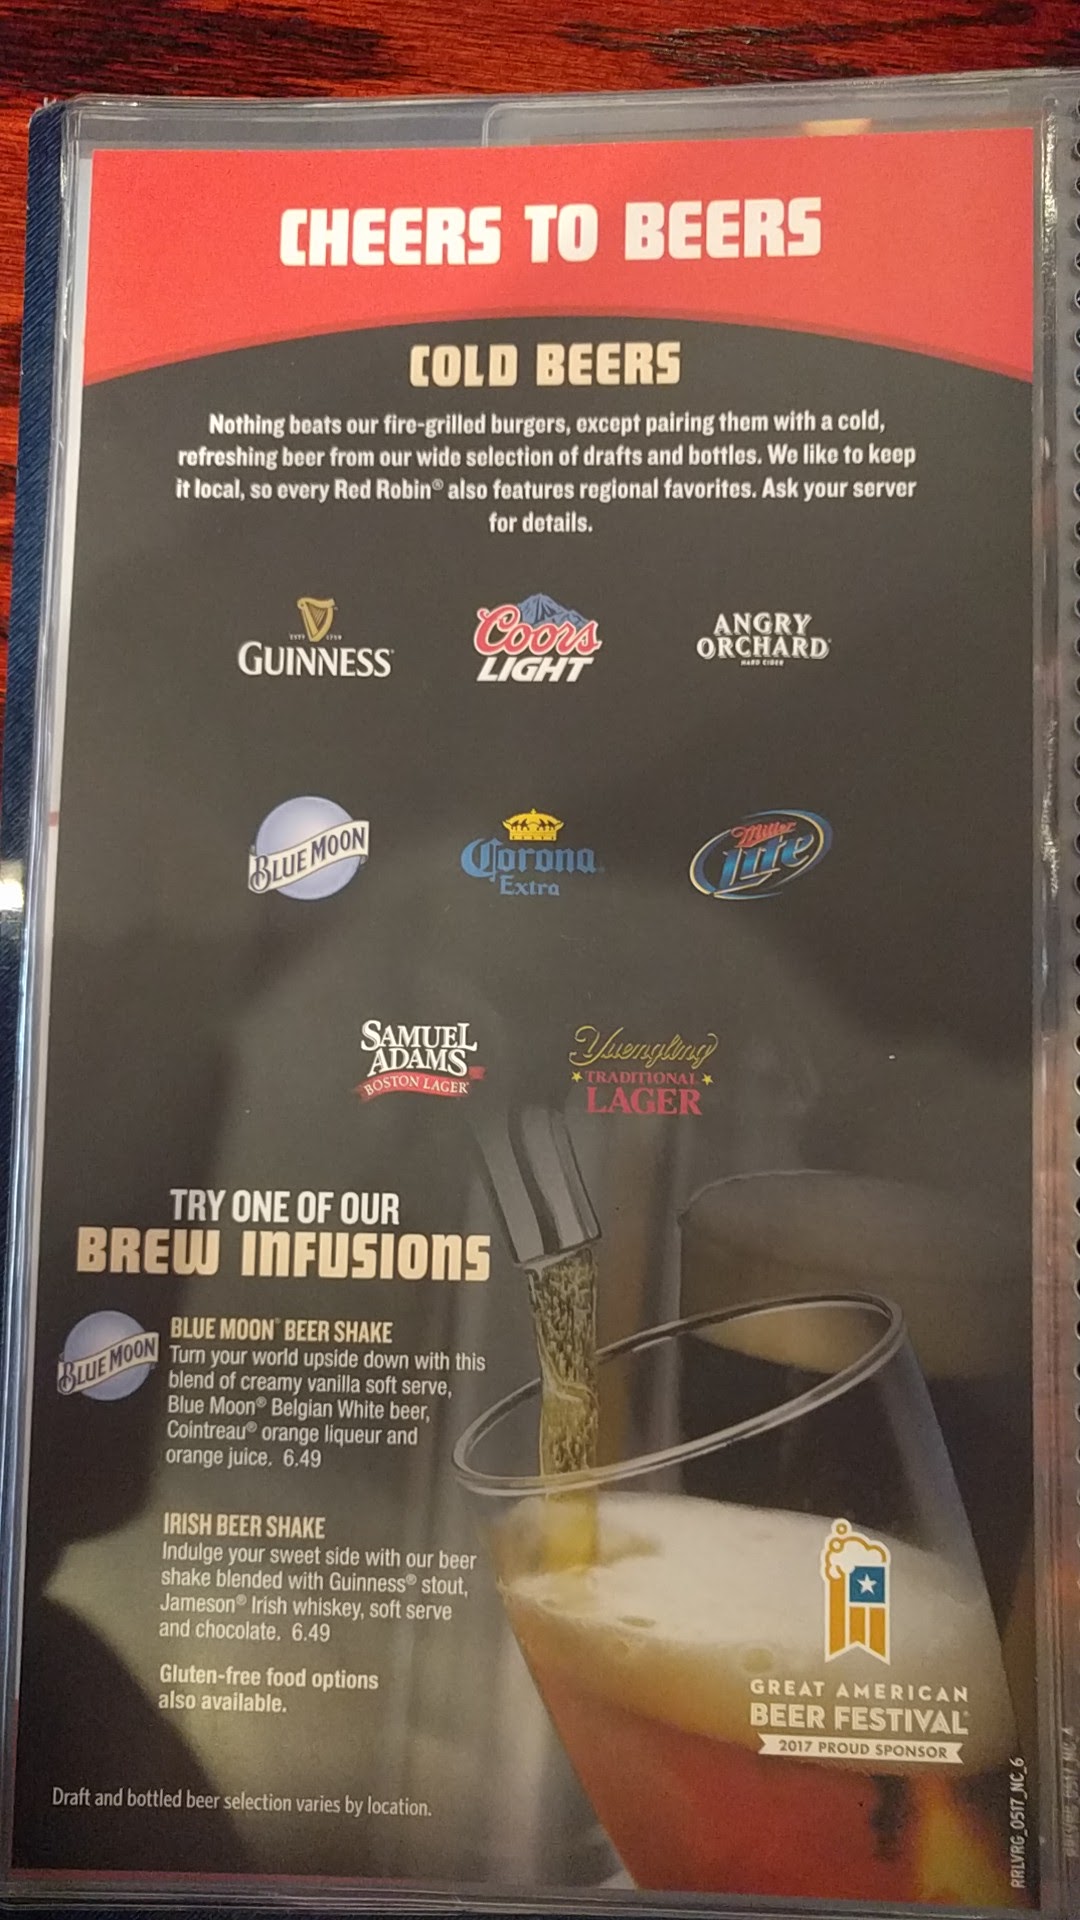 CHEERS TO BEERS
COLD BEERS
Nothing beats our fire-grilled burgers, except pairing them with a cold,
refreshing beer from our wide selection of drafts and bottles. We like to keep
it local, so every Red Robin® also features regional favorites. Ask your server
for details.
ESTD 1759
GUINNESS
Coors
LIGHT
ANGRY
ORCHARD
HARD CIDER
BLUE MOON
Corona
Extra
Miller
Lite
SAMUEL
ADAMS
BOSTON LAGER
Yuengling
TRADITIONAL
LAGER
TRY ONE OF OUR
BREW INFUSIONS
BLUE MOON
BLUE MOON® BEER SHAKE
Turn your world upside down with this
blend of creamy vanilla soft serve,
Blue Moon® Belgian White beer,
Cointreau® orange liqueur and
orange juice. 6.49
IRISH BEER SHAKE
Indulge your sweet side with our beer
shake blended with Guinness® stout,
Jameson® Irish whiskey, soft serve
and chocolate. 6.49
Gluten-free food options
also available.
GREAT AMERICAN
BEER FESTIVAL®
2017 PROUD SPONSOR
Draft and bottled beer selection varies by location.
RRLVRG_0517_NC_6